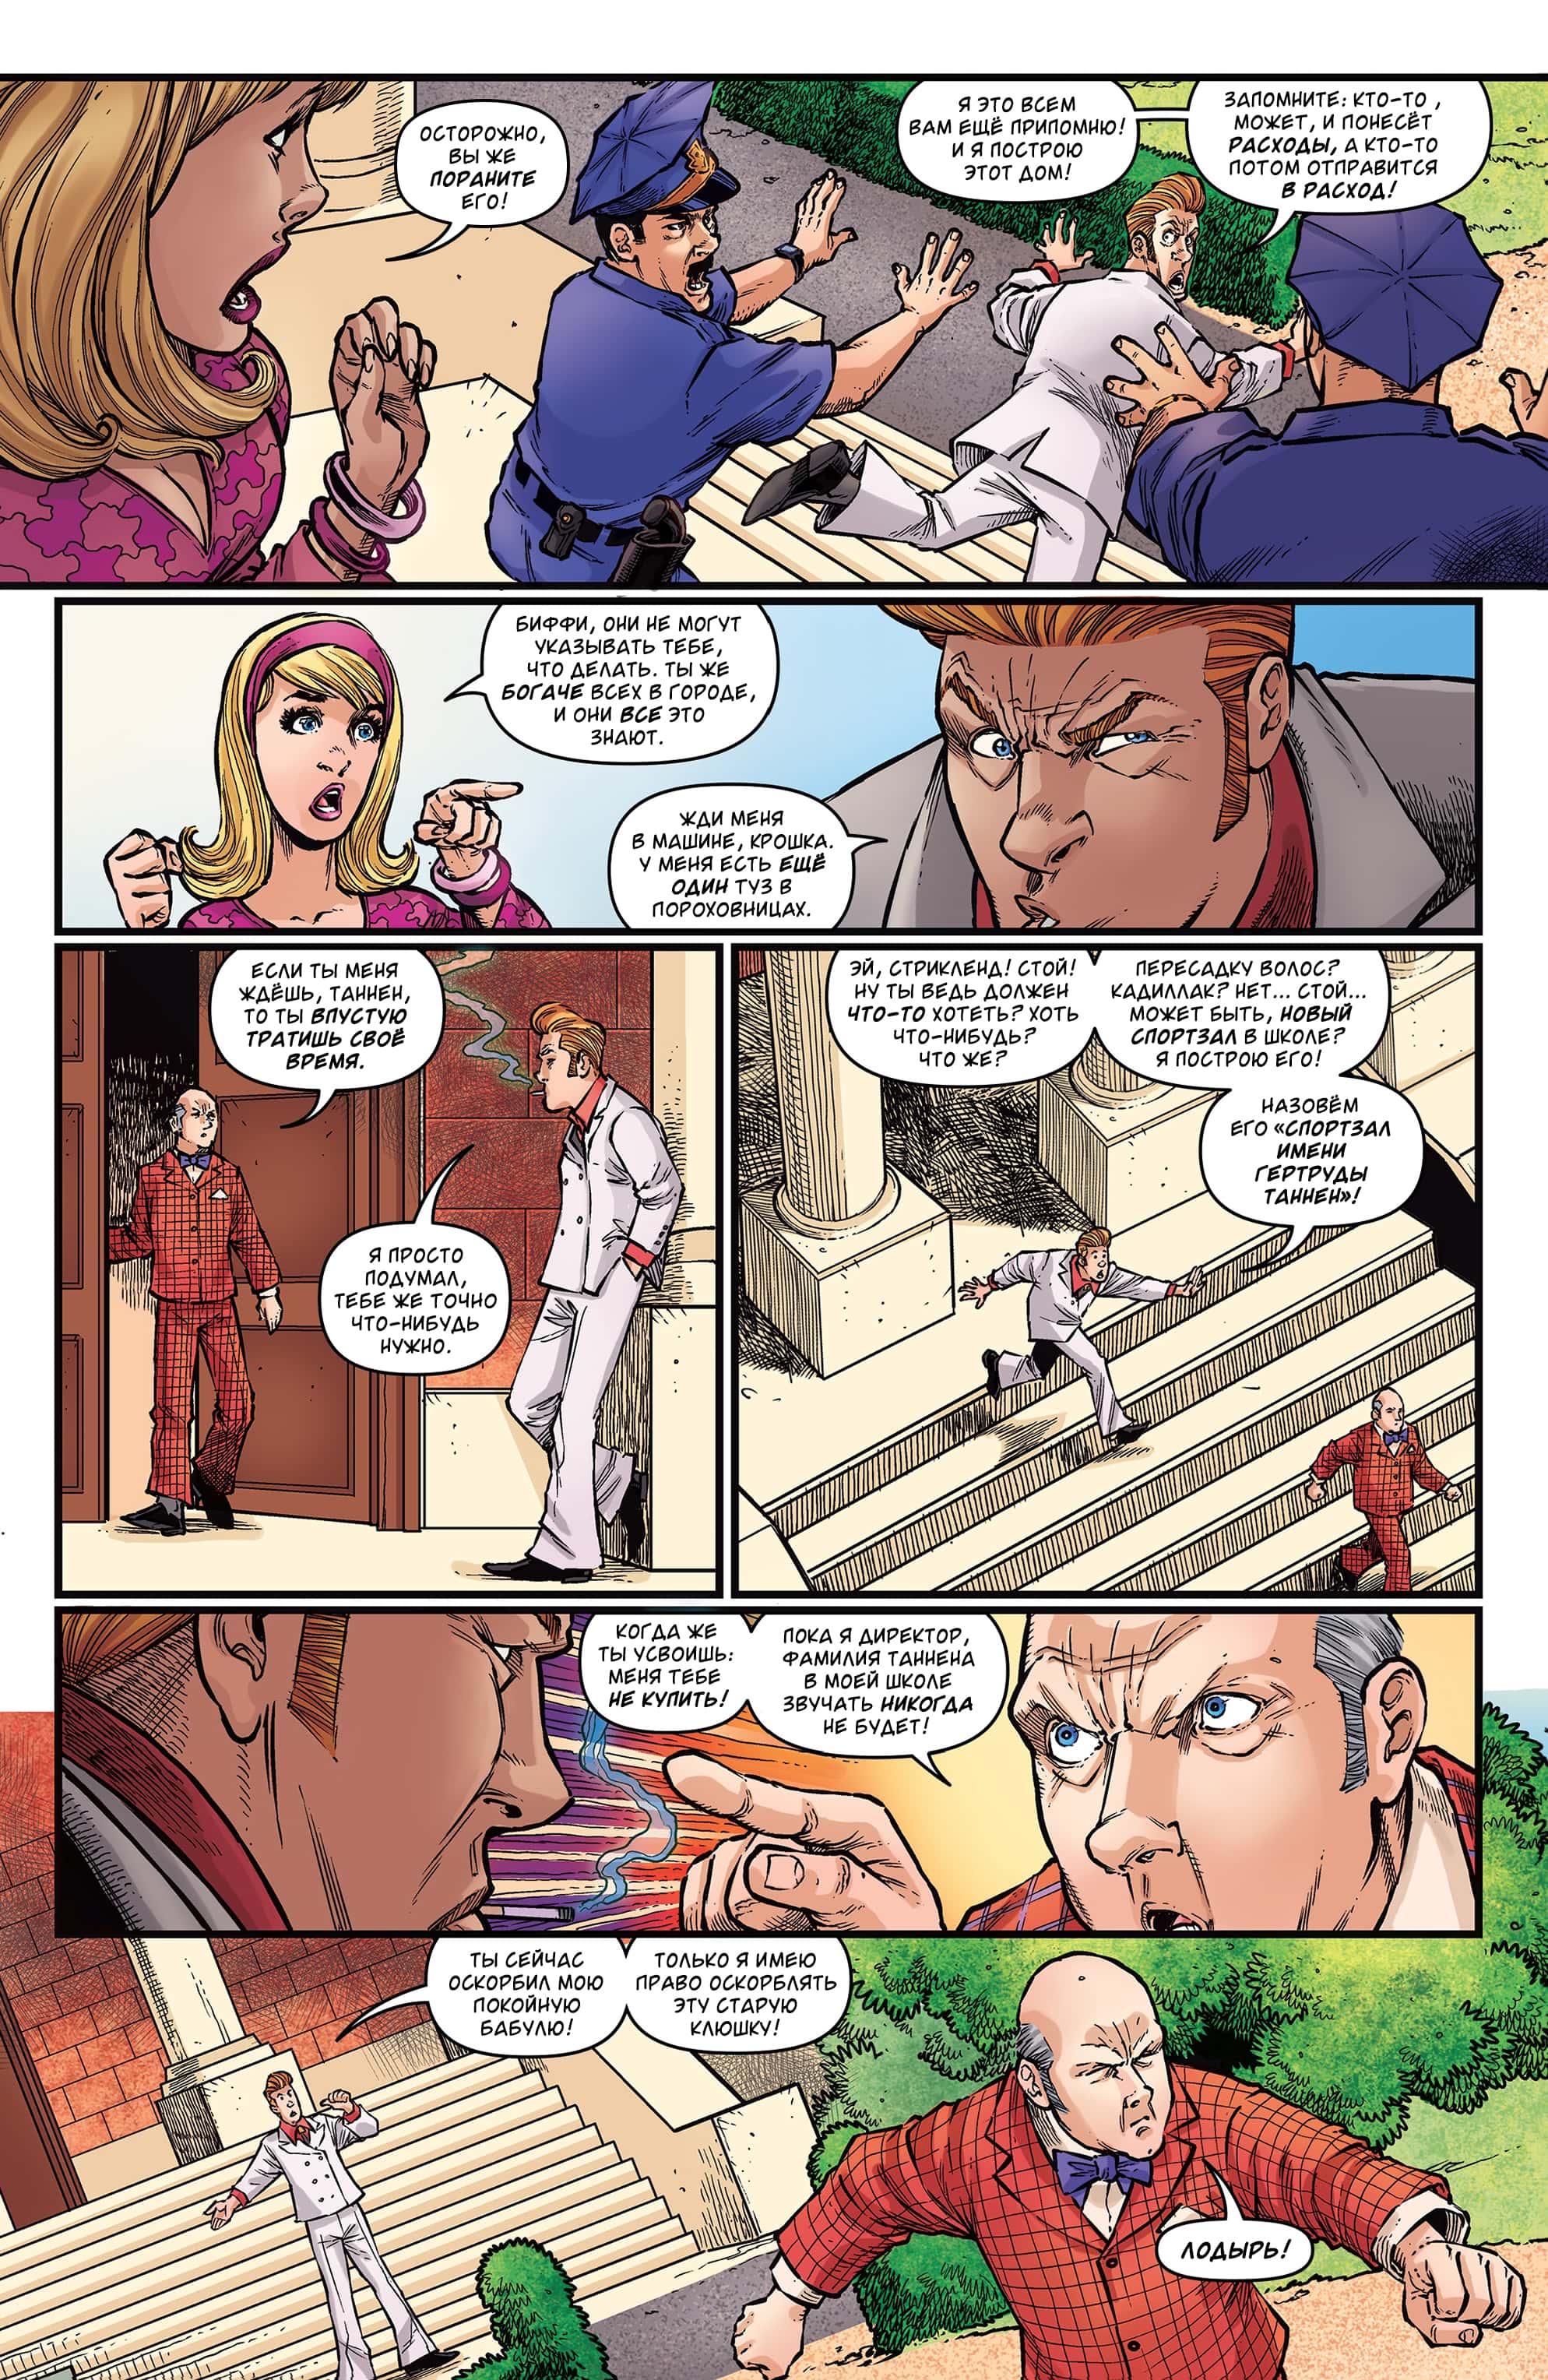 ОСТОРОЖНО,
ВЫ ЖЕ
ПОРАНИТЕ
ЕГО!
Я ЭТО ВСЕМ
ВАМ ЕЩЁ ПРИПОМНЮ!
И Я ПОСТРОЮ
ЭТОТ ДОМ!
ЗАПОМНИТЕ: КТО-ТО ,
МОЖЕТ, И ПОНЕСЁТ
РАСХОДЫ, А КТО-ТО
ПОТОМ ОТПРАВИТСЯ
В РАСХОД!
БИФФИ, ОНИ НЕ МОГУТ
УКАЗЫВАТЬ ТЕБЕ,
ЧТО ДЕЛАТЬ. ТЫ ЖЕ
БОГАЧЕ ВСЕХ В ГОРОДЕ,
И ОНИ ВСЕ ЭТО
ЗНАЮТ.
ЖДИ МЕНЯ
В МАШИНЕ, КРОШКА.
У МЕНЯ ЕСТЬ ЕЩЁ
ОДИН ТУЗ В
ПОРОХОВНИЦАХ.
ЕСЛИ ТЫ МЕНЯ
ЖДЁШЬ, ТАННЕН,
ТО ТЫ ВПУСТУЮ
ТРАТИШЬ СВОЁ
ВРЕМЯ.
Я ПРОСТО
ПОДУМАЛ,
ТЕБЕ ЖЕ ТОЧНО
ЧТО-НИБУДЬ
НУЖНО.
ЭЙ, СТРИКЛЕНД! СТОЙ!
НУ ТЫ ВЕДЬ ДОЛЖЕН
ЧТО-ТО ХОТЕТЬ? ХОТЬ
ЧТО-НИБУДЬ?
ЧТО ЖЕ?
ПЕРЕСАДКУ ВОЛОС?
КАДИЛЛАК? НЕТ... СТОЙ...
МОЖЕТ БЫТЬ, НОВЫЙ
СПОРТЗАЛ В ШКОЛЕ?
Я ПОСТРОЮ ЕГО!
НАЗОВЁМ
ЕГО «СПОРТЗАЛ
ИМЕНИ
ГЕРТРУДЫ
ТАННЕН»!
КОГДА ЖЕ
ТЫ УСВОИШЬ:
МЕНЯ ТЕБЕ
НЕ КУПИТЬ!
ПОКА Я ДИРЕКТОР,
ФАМИЛИЯ ТАННЕНА
В МОЕЙ ШКОЛЕ
ЗВУЧАТЬ НИКОГДА
НЕ БУДЕТ!
ТЫ СЕЙЧАС
ОСКОРБИЛ МОЮ
ПОКОЙНУЮ
БАБУЛЮ!
ТОЛЬКО Я ИМЕЮ
ПРАВО ОСКОРБЛЯТЬ
ЭТУ СТАРУЮ
КЛЮШКУ!
ЛОДЫРЬ!